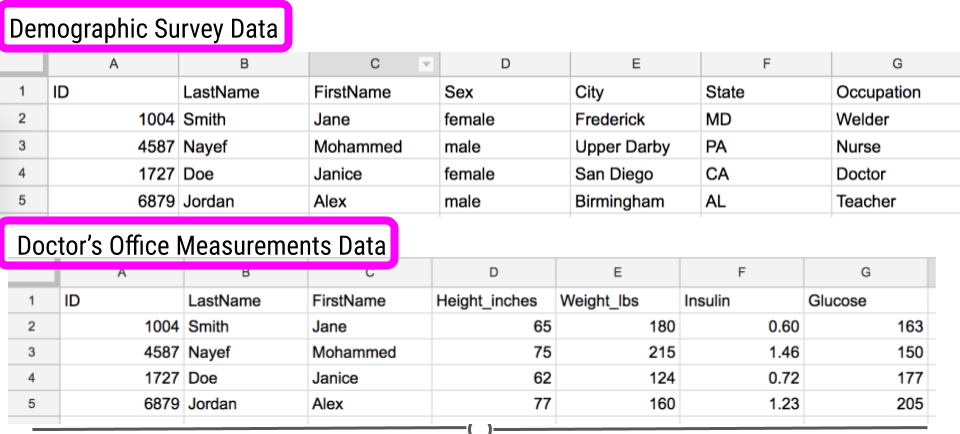 Demographic Survey Data
A B C D E F G
1 ID LastName FirstName Sex City State Occupation
2 1004 Smith Jane female Frederick MD Welder
3 4587 Nayef Mohammed male Upper Darby PA Nurse
4 1727 Doe Janice female San Diego CA Doctor
5 6879 Jordan Alex male Birmingham AL Teacher
Doctor’s Office Measurements Data
A B C D E F G
1 ID LastName FirstName Height_inches Weight_lbs Insulin Glucose
2 1004 Smith Jane 65 180 0.60 163
3 4587 Nayef Mohammed 75 215 1.46 150
4 1727 Doe Janice 62 124 0.72 177
5 6879 Jordan Alex 77 160 1.23 205